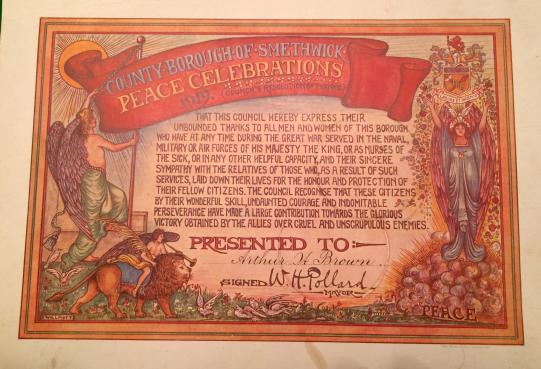 COUNTY·BOROUGH·OF·SMETHWICK·
PEACE CELEBRATIONS
1919.
THAT THIS COUNCIL HEREBY EXPRESS THEIR
UNBOUNDED THANKS TO ALL MEN AND WOMEN OF THIS BOROUGH
WHO HAVE AT ANY TIME DURING THE GREAT WAR SERVED IN THE NAVAL,
MILITARY OR AIR FORCES OF HIS MAJESTY THE KING, OR AS NURSES OF
THE SICK, OR IN ANY OTHER HELPFUL CAPACITY, AND THEIR SINCERE
SYMPATHY WITH THE RELATIVES OF THOSE WHO, AS A RESULT OF SUCH
SERVICES, LAID DOWN THEIR LIVES FOR THE HONOUR AND PROTECTION OF
THEIR FELLOW CITIZENS. THE COUNCIL RECOGNISE THAT THESE CITIZENS
BY THEIR WONDERFUL SKILL, UNDAUNTED COURAGE AND INDOMITABLE
PERSEVERANCE HAVE MADE A LARGE CONTRIBUTION TOWARDS THE GLORIOUS
VICTORY OBTAINED BY THE ALLIES OVER CRUEL AND UNSCRUPULOUS ENEMIES.
PRESENTED TO
Arthur H Brown.
SIGNED W.H.Pollard.
MAYOR
PEACE